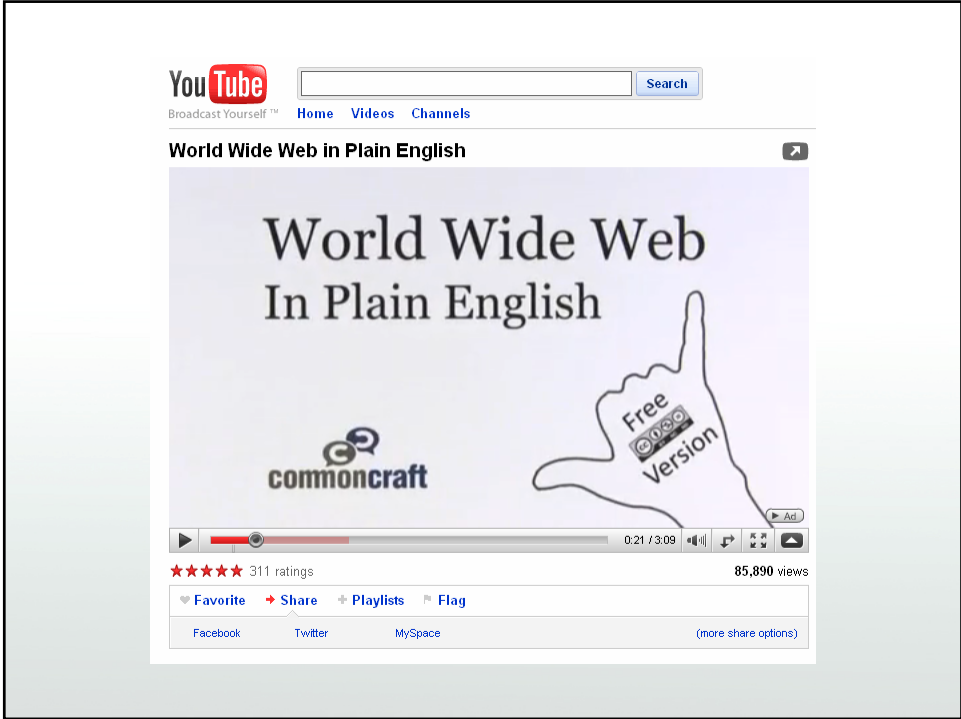 YouTube Search
Broadcast Yourself ™ Home Videos Channels
World Wide Web in Plain English
World Wide Web
In Plain English
Free
Version
commoncraft
Ad
0:21 / 3:09
311 ratings 85,890 views
Favorite Share Playlists Flag
Facebook Twitter MySpace (more share options)